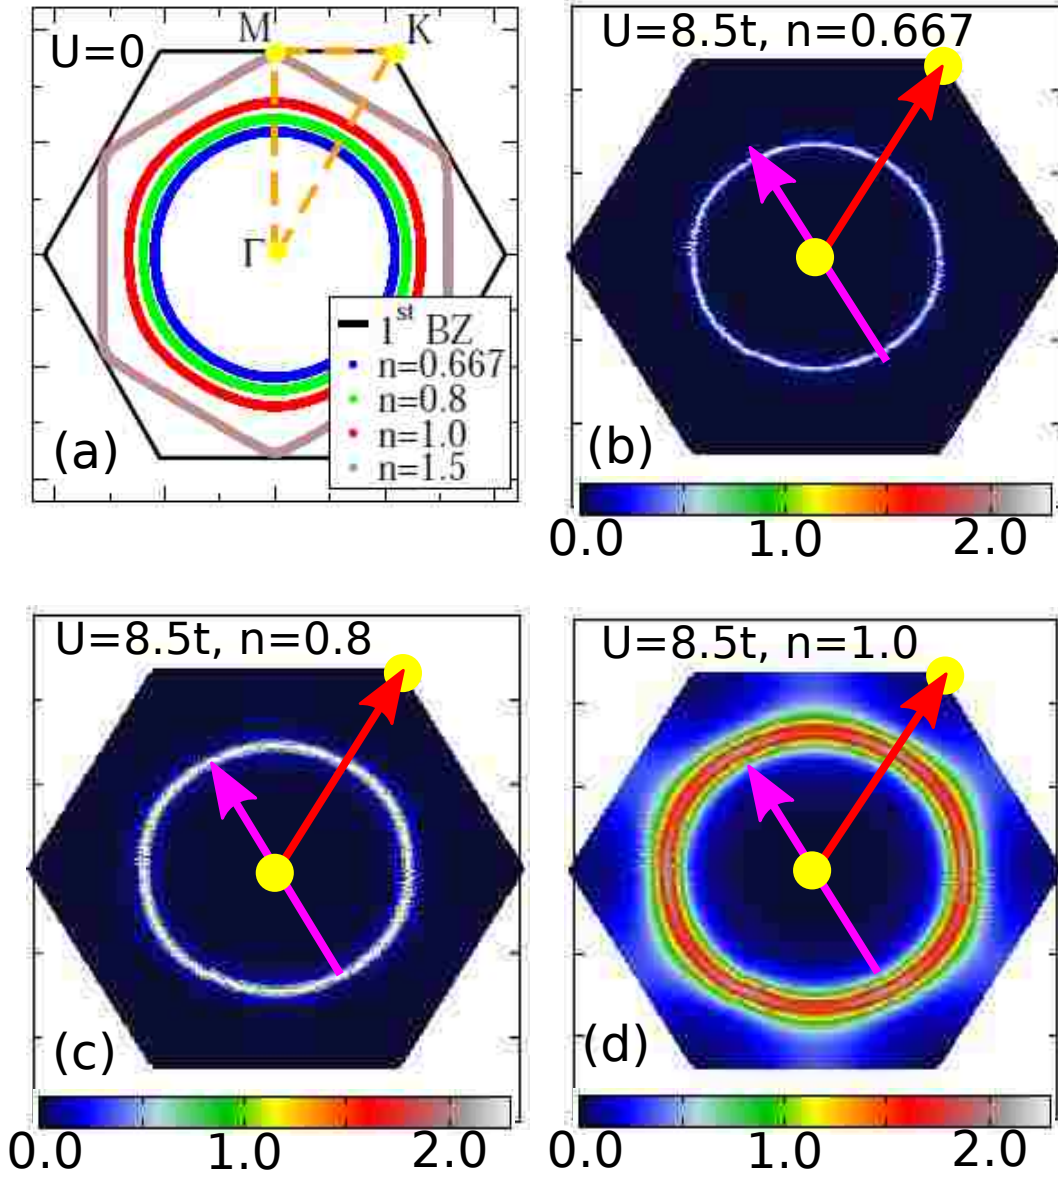 U=0
M
K
Γ
1st BZ
n=0.667
n=0.8
n=1.0
n=1.5
(a)
U=8.5t, n=0.667
(b)
0.0 1.0 2.0
U=8.5t, n=0.8
(c)
0.0 1.0 2.0
U=8.5t, n=1.0
(d)
0.0 1.0 2.0